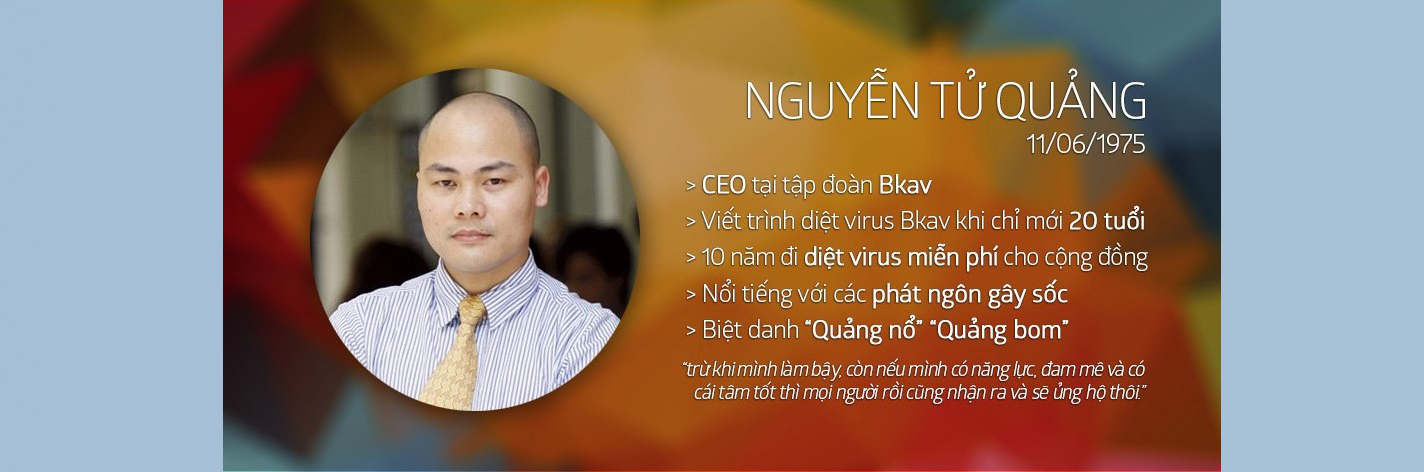 NGUYỄN TỬ QUẢNG
11/06/1975
> CEO tại tập đoàn Bkav
> Viết trình diệt virus Bkav khi chỉ mới 20 tuổi
> 10 năm đi diệt virus miễn phí cho cộng đồng
> Nổi tiếng với các phát ngôn gây sốc
> Biệt danh “Quảng nổ” “Quảng bom”
“trừ khi mình làm bậy, còn nếu mình có năng lực, đam mê và có
cái tâm tốt thì mọi người rồi cũng nhận ra và sẽ ủng hộ thôi.”